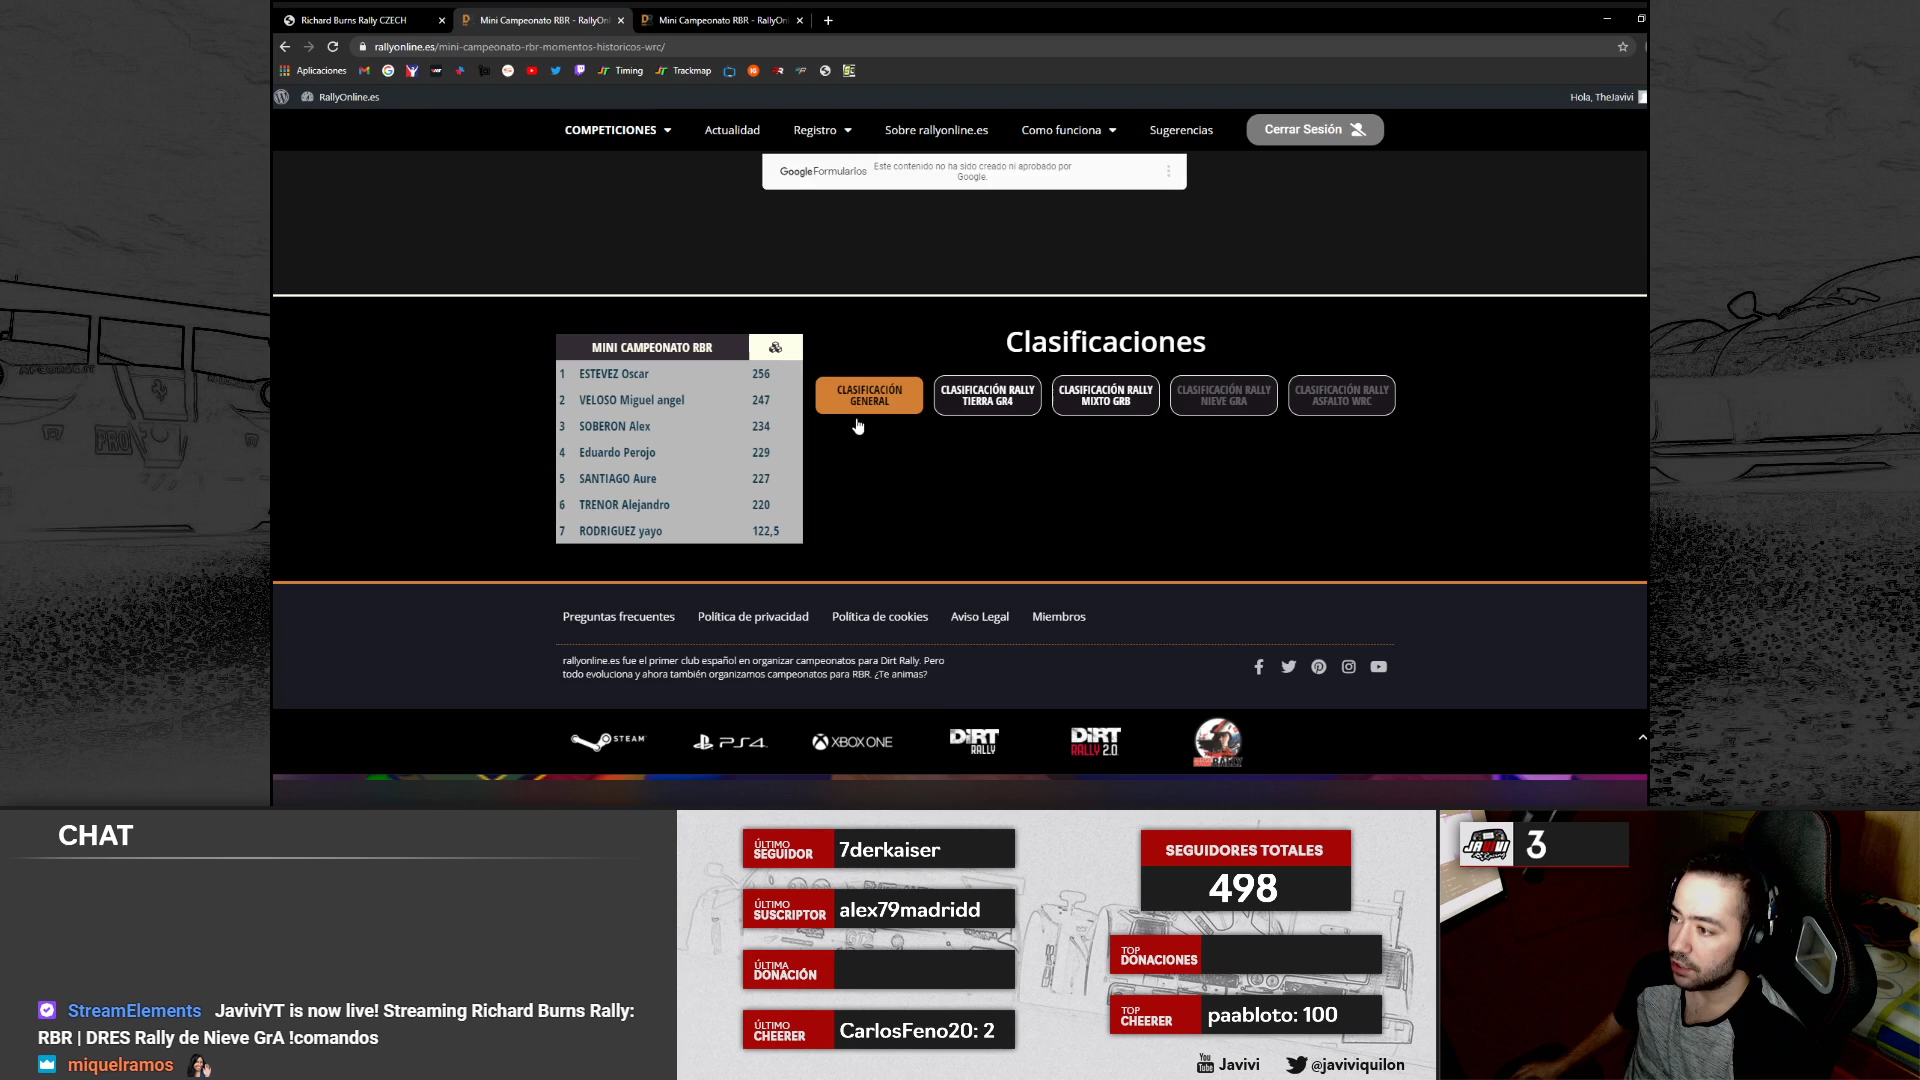 Richard Burns Rally CZECH
Mini Campeonato RBR - RallyOnl
Mini Campeonato RBR - RallyOnl
rallyonline.es/mini-campeonato-rbr-momentos-historicos-wrc/
Aplicaciones
Timing
Trackmap
RallyOnline.es
Hola, TheJavivi
COMPETICIONES
Actualidad
Registro
Sobre rallyonline.es
Como funciona
Sugerencias
Cerrar Sesión
Google Formularios
Este contenido no ha sido creado ni aprobado por
Google.
Clasificaciones
MINI CAMPEONATO RBR
1 ESTEVEZ Oscar 256
2 VELOSO Miguel angel 247
3 SOBERON Alex 234
4 Eduardo Perojo 229
5 SANTIAGO Aure 227
6 TRENOR Alejandro 220
7 RODRIGUEZ yayo 122,5
CLASIFICACIÓN
GENERAL
CLASIFICACIÓN RALLY
TIERRA GR4
CLASIFICACIÓN RALLY
MIXTO GRB
CLASIFICACIÓN RALLY
NIEVE GRA
CLASIFICACIÓN RALLY
ASFALTO WRC
Preguntas frecuentes
Política de privacidad
Política de cookies
Aviso Legal
Miembros
rallyonline.es fue el primer club español en organizar campeonatos para Dirt Rally. Pero
todo evoluciona y ahora también organizamos campeonatos para RBR. ¿Te animas?
STEAM
PS4
XBOX ONE
DiRT
RALLY
DiRT
RALLY 2.0
CHAT
StreamElements JaviviYT is now live! Streaming Richard Burns Rally:
RBR | DRES Rally de Nieve GrA !comandos
miquelramos
ÚLTIMO
SEGUIDOR
7derkaiser
ÚLTIMO
SUSCRIPTOR
alex79madridd
ÚLTIMA
DONACIÓN
ÚLTIMO
CHEERER
CarlosFeno20: 2
SEGUIDORES TOTALES
498
TOP
DONACIONES
TOP
CHEERER
paabloto: 100
You
Tube
Javivi
@javiviquilon
3
PRO